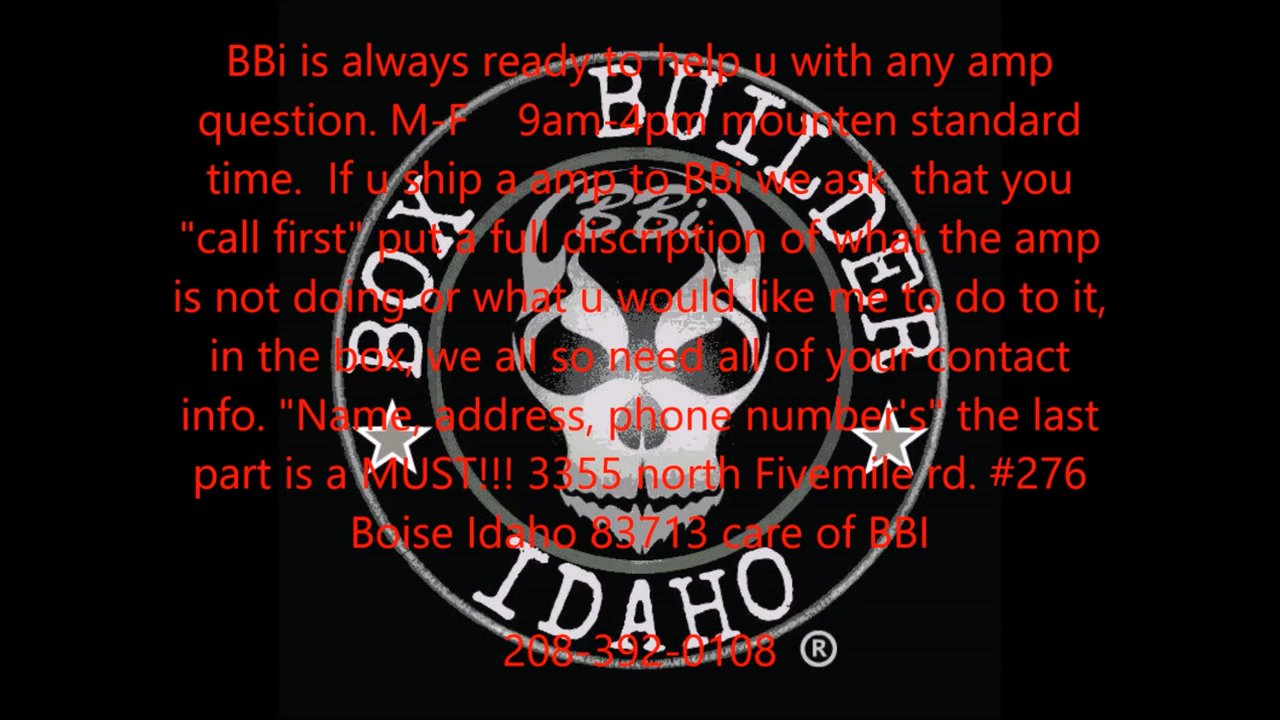 BBi is always ready to help u with any amp
question. M-F 9am-4pm mounten standard
time. If u ship a amp to BBi we ask, that you
"call first" put a full discription of what the amp
is not doing or what u would like me to do to it,
in the box, we all so need all of your contact
info. "Name, address, phone number's" the last
part is a MUST!!! 3355 north Fivemile rd. #276
Boise Idaho 83713 care of BBI
208-392-0108 ®
BOX BUILDER
BBi
IDAHO